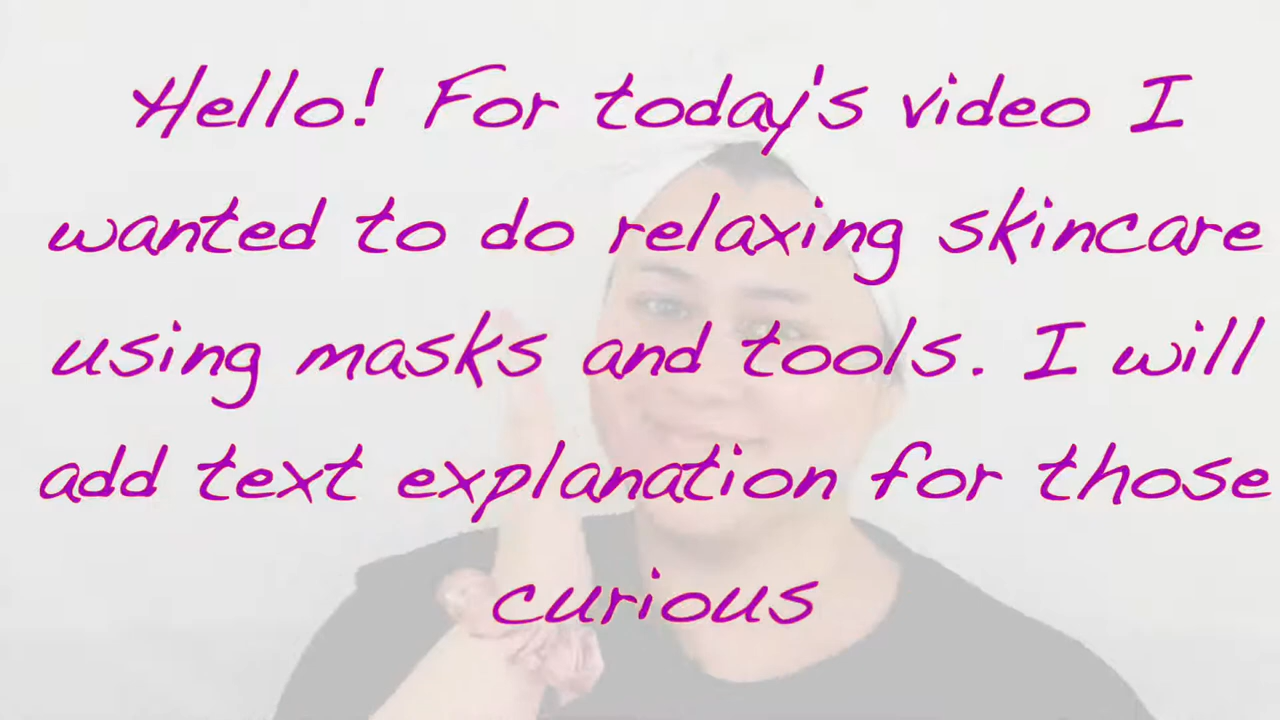 Hello! For today's video I
wanted to do relaxing skincare
using masks and tools. I will
add text explanation for those
curious